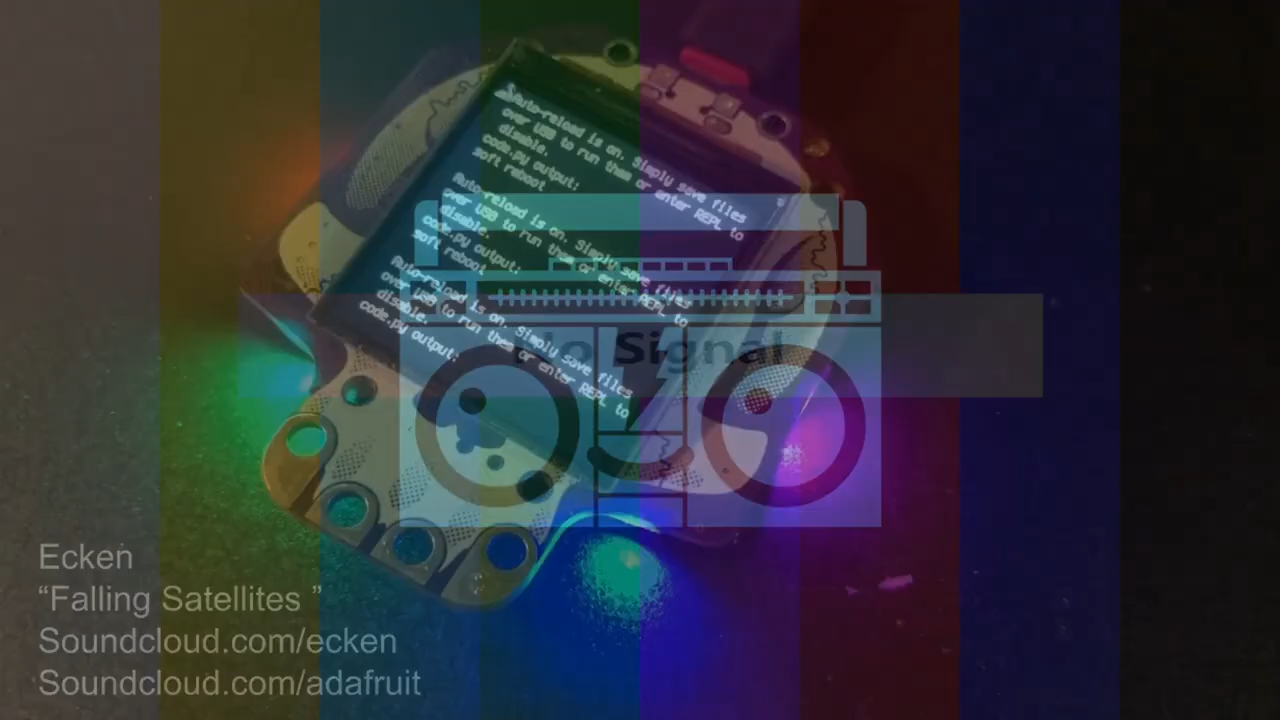 Auto-reload is on. Simply save files
over USB to run them or enter REPL to
disable.
code.py output:
soft reboot
Auto-reload is on. Simply save files
over USB to run them or enter REPL to
disable.
code.py output:
soft reboot
Auto-reload is on. Simply save files
over USB to run them or enter REPL to
disable.
code.py output:
No Signal
Ecken
“Falling Satellites ”
Soundcloud.com/ecken
Soundcloud.com/adafruit